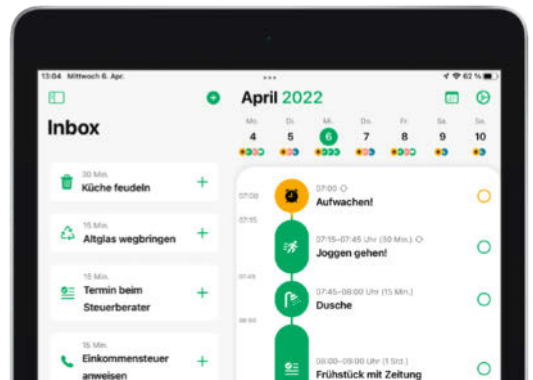 13:04 Mittwoch 6. Apr.
62 %
Inbox
30 Min.
Küche feudeln
15 Min.
Altglas wegbringen
15 Min.
Termin beim
Steuerberater
15 Min.
Einkommensteuer
anweisen
April 2022
Mo. Di. Mi. Do. Fr. Sa. So.
4 5 6 7 8 9 10
07:00
07:00
Aufwachen!
07:15
07:15–07:45 Uhr (30 Min.)
Joggen gehen!
07:45
07:45–08:00 Uhr (15 Min.)
Dusche
08:00
08:00–09:00 Uhr (1 Std.)
Frühstück mit Zeitung